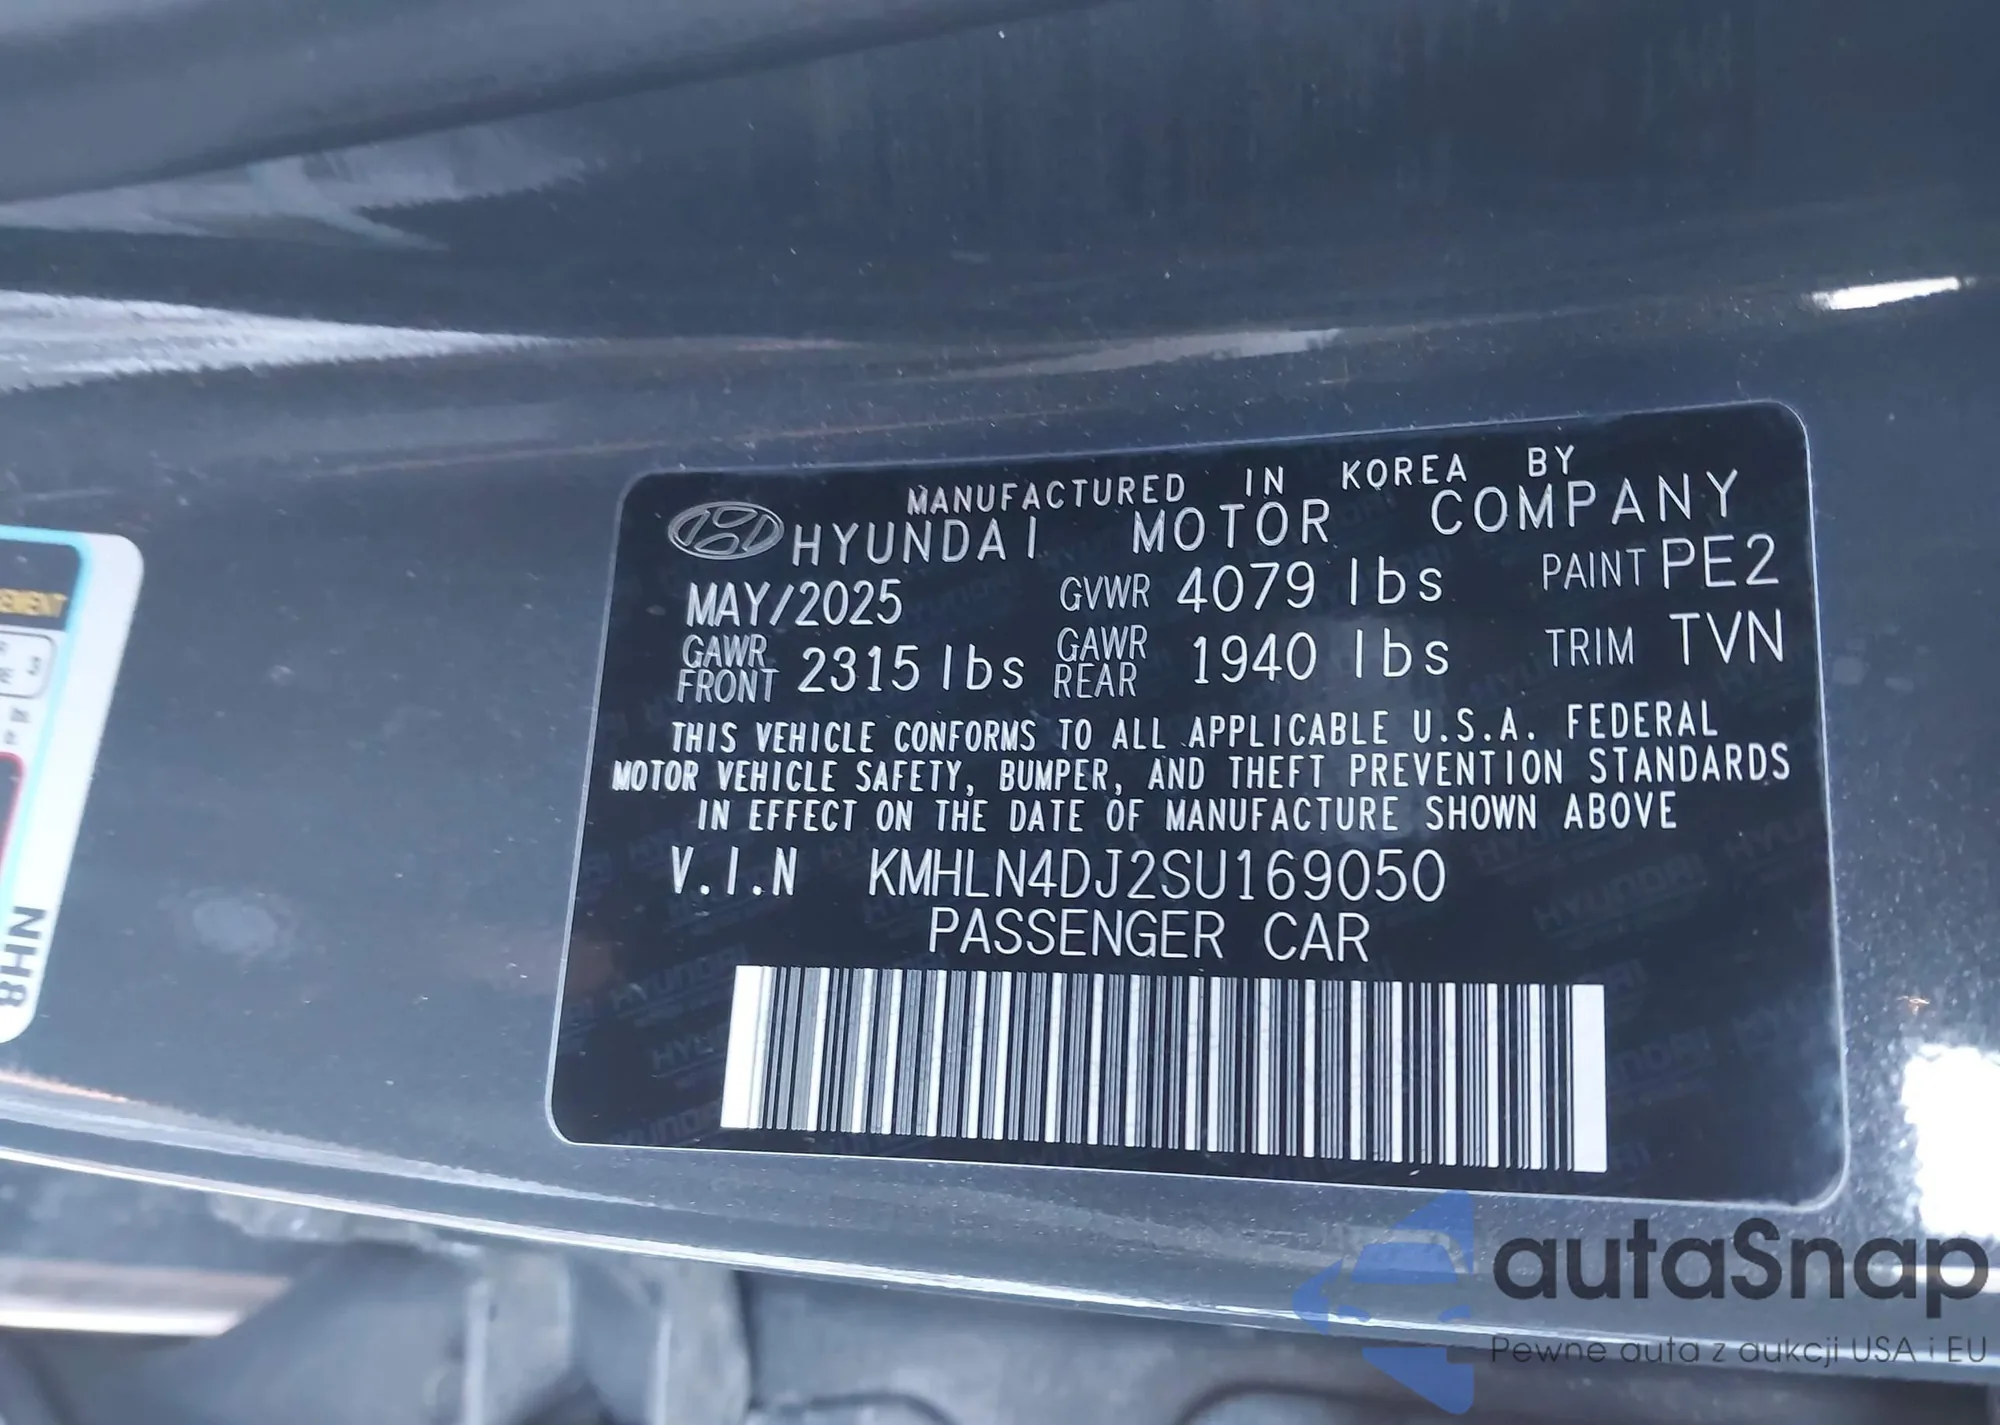 MANUFACTURED IN KOREA BY
HYUNDAI MOTOR COMPANY
MAY/2025 GVWR 4079 lbs PAINT PE2
GAWR FRONT 2315 lbs GAWR REAR 1940 lbs TRIM TVN
THIS VEHICLE CONFORMS TO ALL APPLICABLE U.S.A. FEDERAL
MOTOR VEHICLE SAFETY, BUMPER, AND THEFT PREVENTION STANDARDS
IN EFFECT ON THE DATE OF MANUFACTURE SHOWN ABOVE
V.I.N KMHLN4DJ2SU169050
PASSENGER CAR
8HN
autaSnap
Pewne auta z aukcji USA i EU